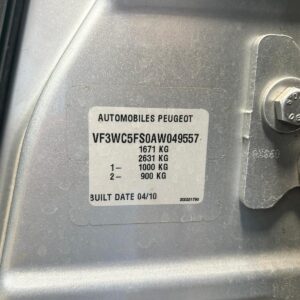 AUTOMOBILES PEUGEOT
VF3WC5FS0AW049557
1671 KG
2631 KG
1- 1000 KG
2- 900 KG
BUILT DATE 04/10